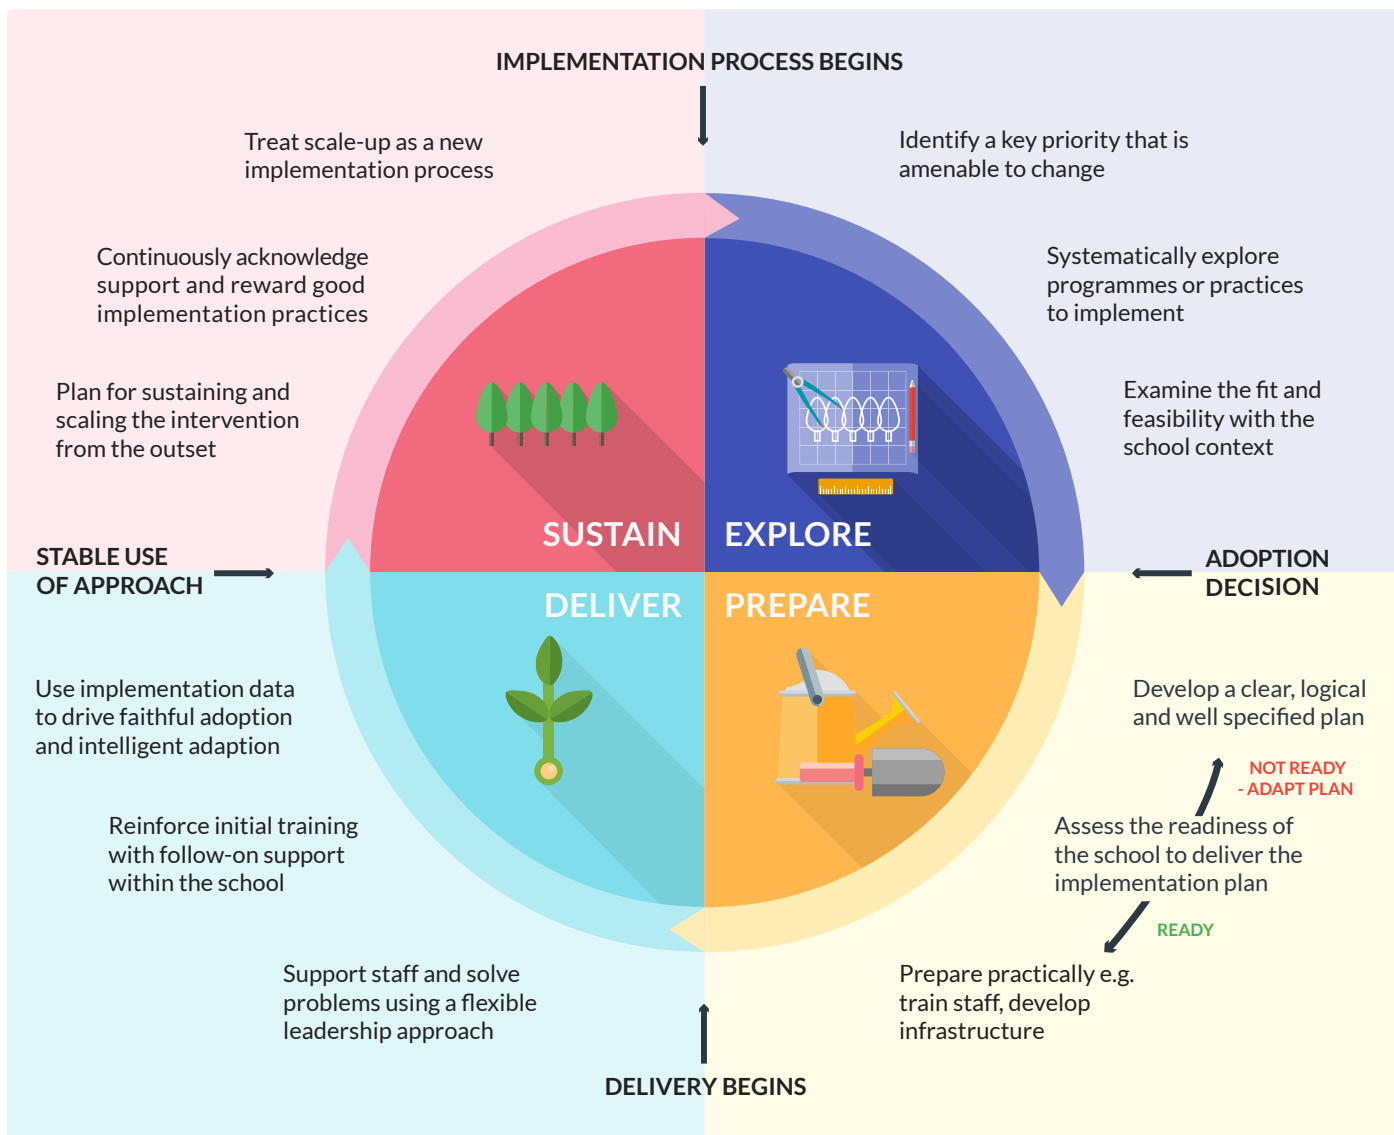 IMPLEMENTATION PROCESS BEGINS
Identify a key priority that is
amenable to change
Systematically explore
programmes or practices
to implement
Examine the fit and
feasibility with the
school context
EXPLORE
ADOPTION
DECISION
PREPARE
Develop a clear, logical
and well specified plan
NOT READY
- ADAPT PLAN
Assess the readiness of
the school to deliver the
implementation plan
READY
Prepare practically e.g.
train staff, develop
infrastructure
DELIVERY BEGINS
DELIVER
Support staff and solve
problems using a flexible
leadership approach
Reinforce initial training
with follow-on support
within the school
Use implementation data
to drive faithful adoption
and intelligent adaption
STABLE USE
OF APPROACH
SUSTAIN
Plan for sustaining and
scaling the intervention
from the outset
Continuously acknowledge
support and reward good
implementation practices
Treat scale-up as a new
implementation process